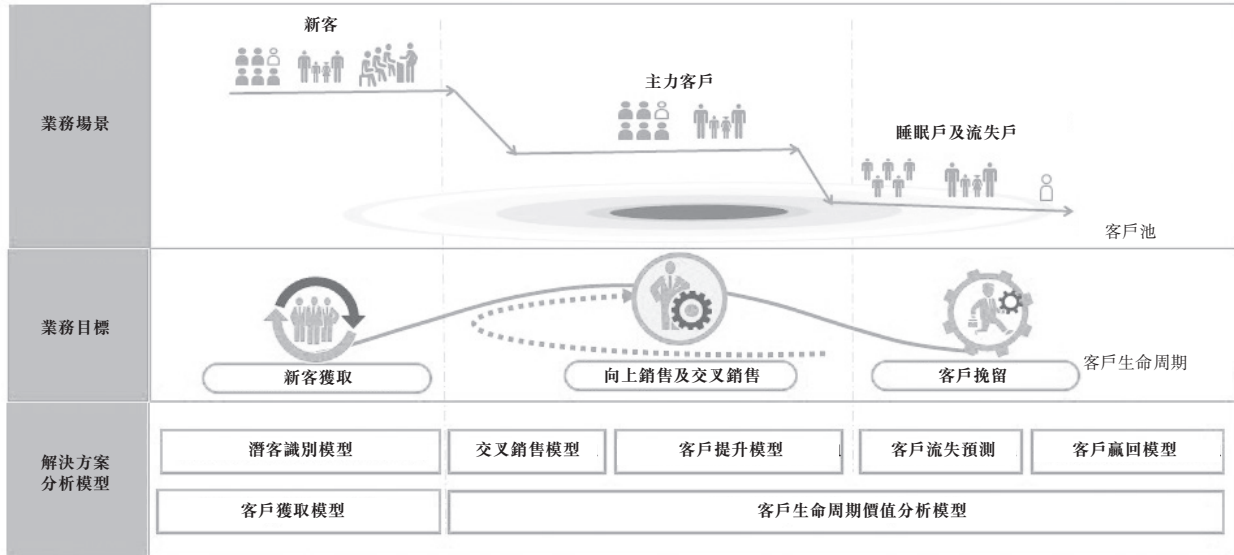 業務場景
新客
主力客戶
睡眠戶及流失戶
客戶池
業務目標
新客獲取
向上銷售及交叉銷售
客戶挽留
客戶生命周期
解決方案
分析模型
潛客識別模型
交叉銷售模型
客戶提升模型
客戶流失預測
客戶贏回模型
客戶獲取模型
客戶生命周期價值分析模型